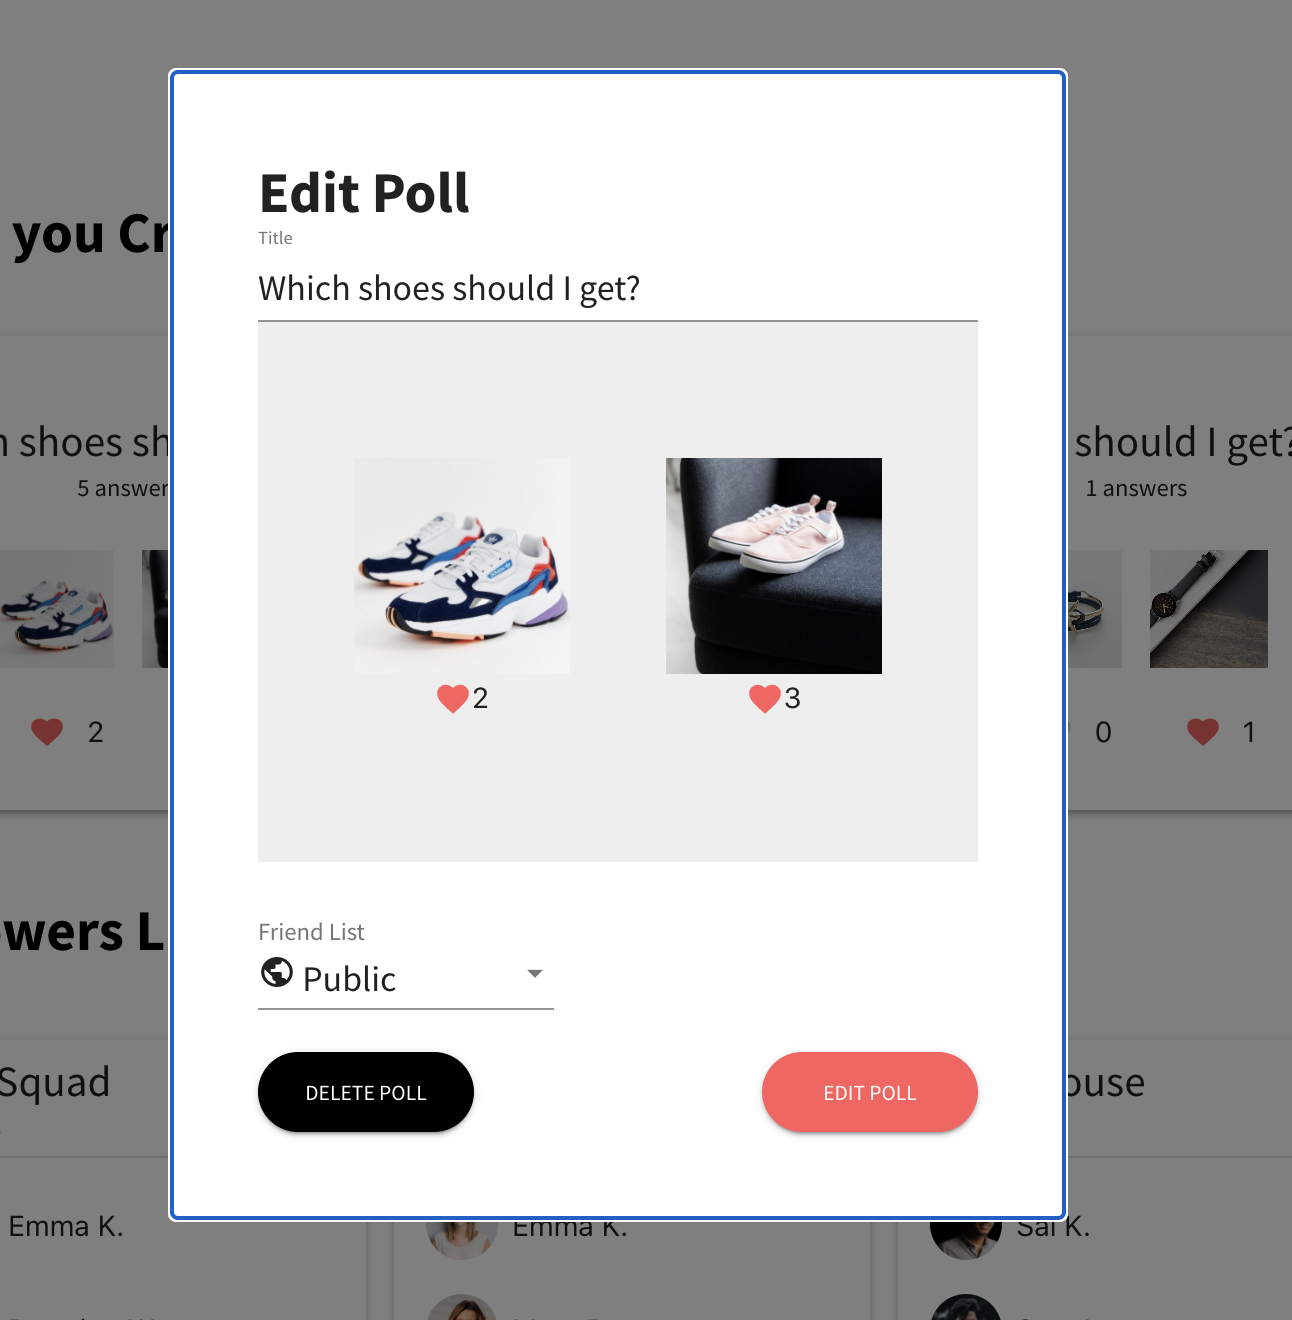 Edit Poll
you Cr
Title
Which shoes should I get?
shoes sh
should I get?
5 answer
1 answers
2
3
2
0
1
Friend List
wers L
Public
Squad
ouse
DELETE POLL
EDIT POLL
Emma K.
Emma K.
Sal K.